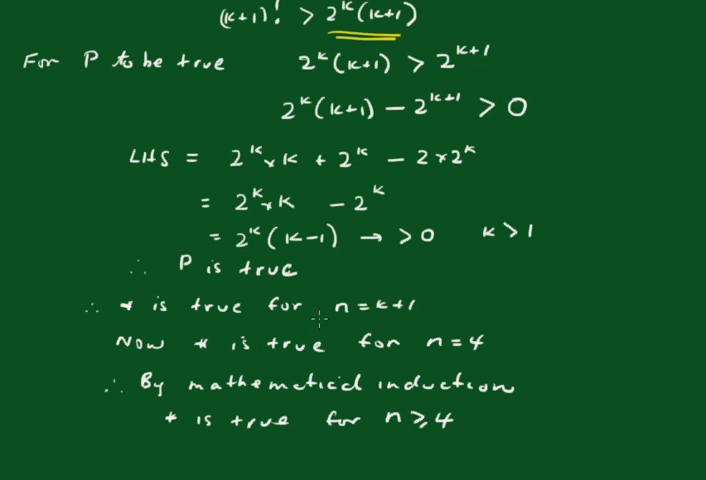 (k+1)! > 2^k(k+1)
For P to be true 2^k(k+1) > 2^{k+1}
2^k(k+1) - 2^{k+1} > 0
LHS = 2^k × k + 2^k - 2 × 2^k
= 2^k × k - 2^k
= 2^k(k-1) → > 0 k > 1
∴ P is true
∴ * is true for n = k+1
Now * is true for n = 4
∴ By mathematical induction
* is true for n ≥ 4